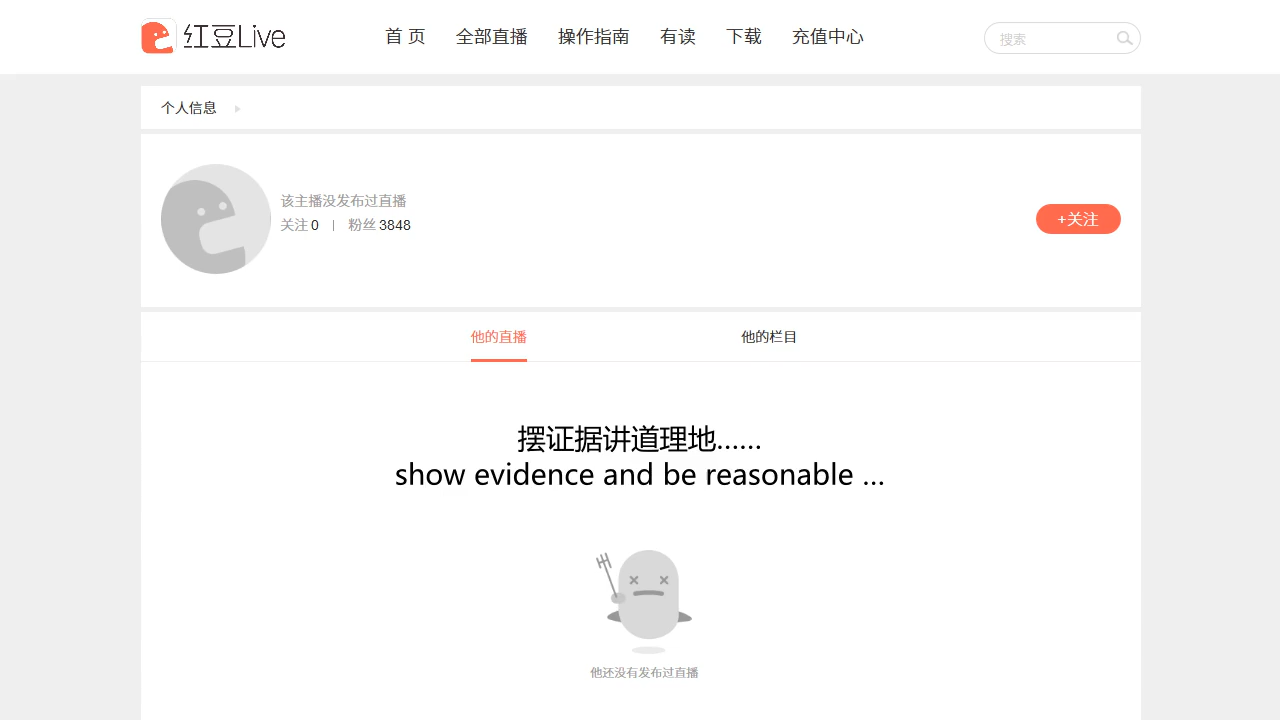 红豆Live
首 页
全部直播
操作指南
有读
下载
充值中心
搜索
个人信息
该主播没发布过直播
关注 0 | 粉丝 3848
+关注
他的直播
他的栏目
摆证据讲道理地……
show evidence and be reasonable …
他还没有发布过直播